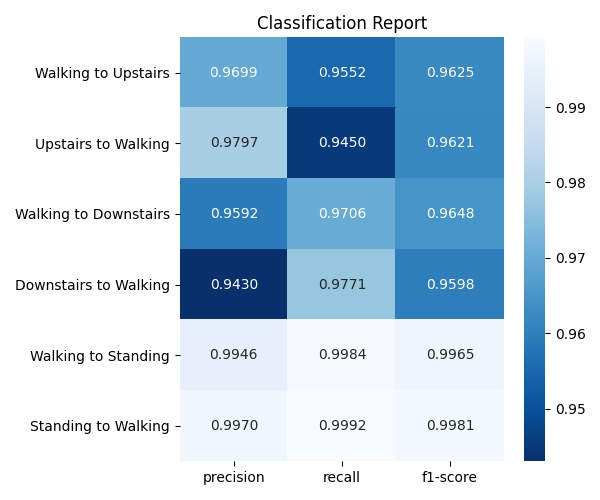 Classification Report
Walking to Upstairs 0.9699 0.9552 0.9625
Upstairs to Walking 0.9797 0.9450 0.9621
Walking to Downstairs 0.9592 0.9706 0.9648
Downstairs to Walking 0.9430 0.9771 0.9598
Walking to Standing 0.9946 0.9984 0.9965
Standing to Walking 0.9970 0.9992 0.9981
precision recall f1-score
0.99
0.98
0.97
0.96
0.95